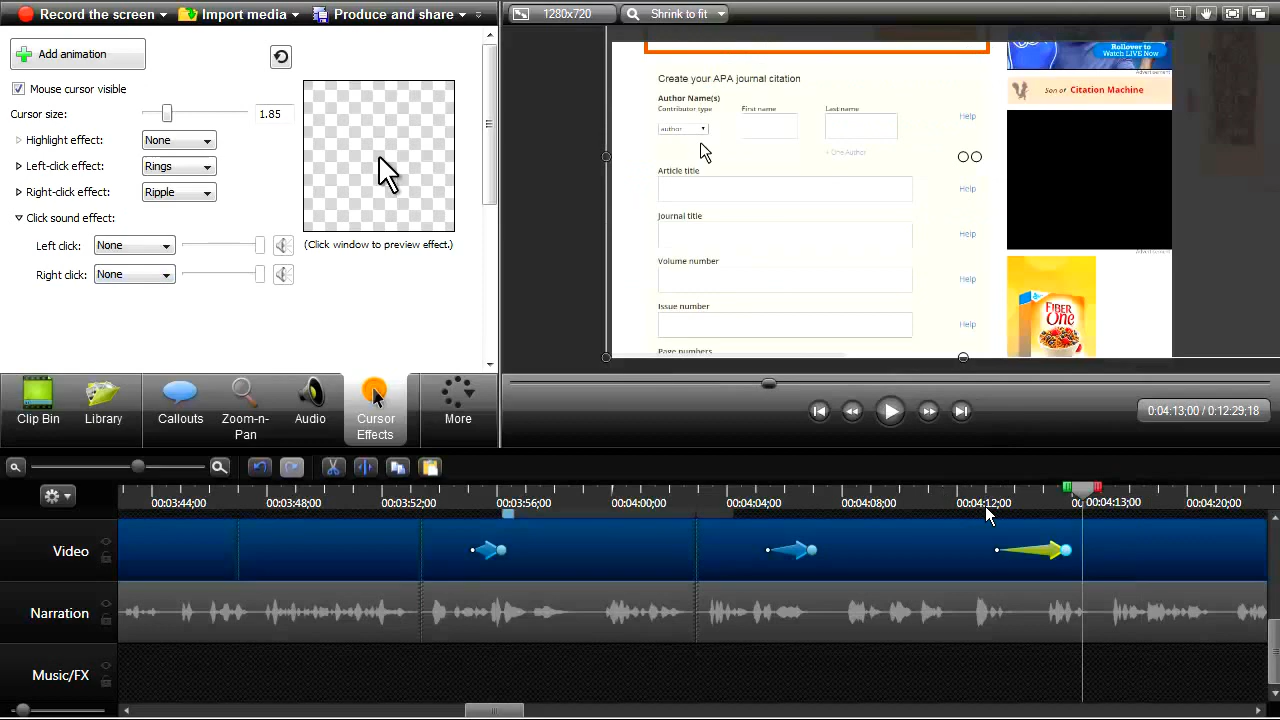 Record the screen
Import media
Produce and share
1280x720
Shrink to fit
Add animation
Mouse cursor visible
Cursor size:
1.85
Highlight effect:
None
Left-click effect:
Rings
Right-click effect:
Ripple
Click sound effect:
Left click:
None
Right click:
None
(Click window to preview effect.)
Create your APA journal citation
Author Name(s)
Contributor type
First name
Last name
author
Help
+ One Author
Article title
Help
Journal title
Help
Volume number
Help
Issue number
Help
Page numbers
Rollover to
Watch LIVE Now
Advertisement
Son of Citation Machine
Advertisement
FIBER
One
Clip Bin
Library
Callouts
Zoom-n-
Pan
Audio
Cursor
Effects
More
0:04:13,00 / 0:12:29,18
00:03:44;00
00:03:48;00
00:03:52;00
00:03:56;00
00:04:00;00
00:04:04;00
00:04:08;00
00:04:12;00
00:04:13;00
00:04:20;00
Video
Narration
Music/FX